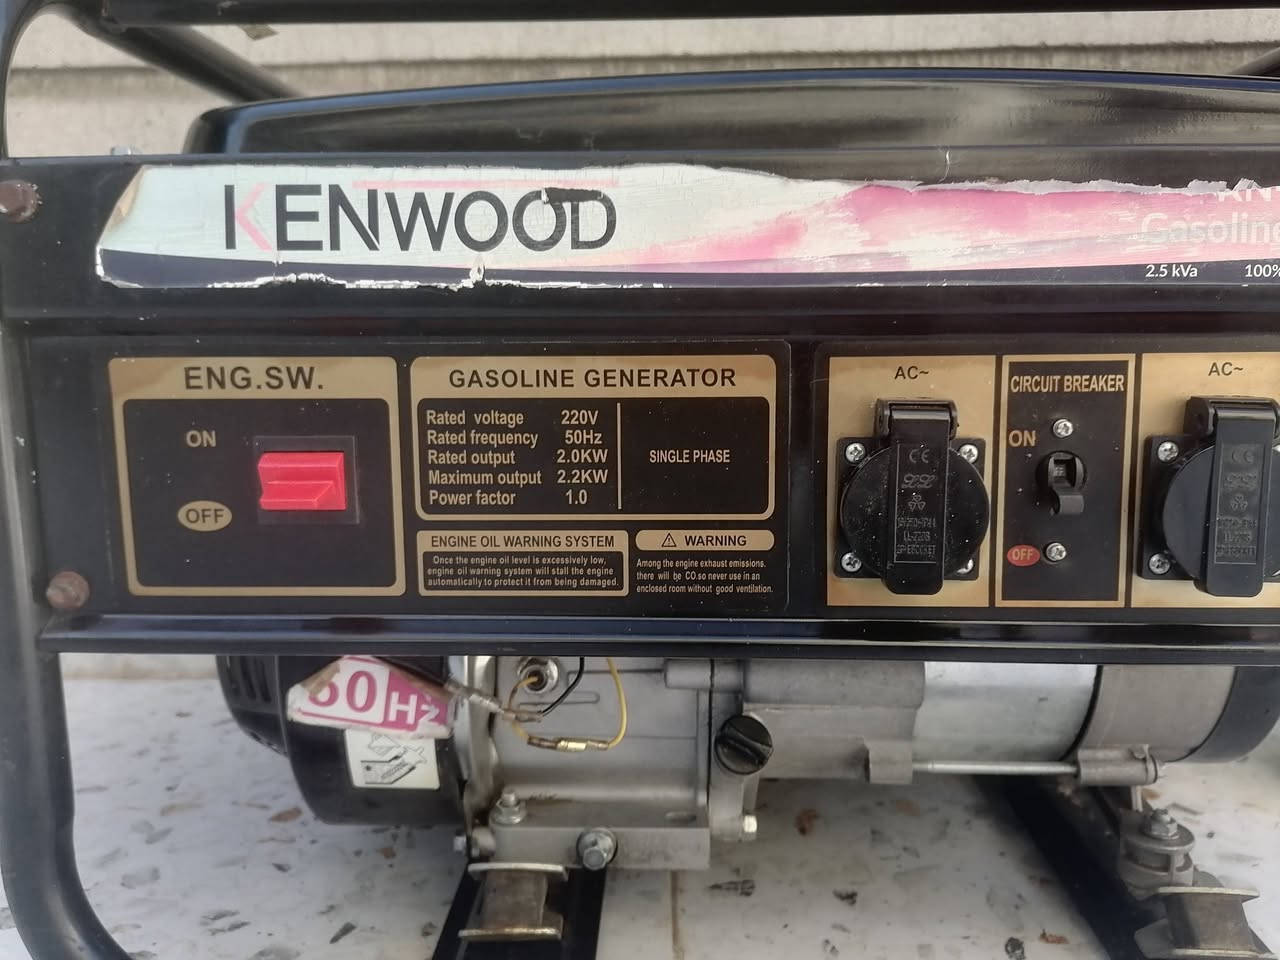 KENWOOD
Gasoline
2.5 kVa 100%
ENG.SW.
ON
OFF
GASOLINE GENERATOR
Rated voltage 220V
Rated frequency 50Hz
Rated output 2.0KW
Maximum output 2.2KW
Power factor 1.0
SINGLE PHASE
ENGINE OIL WARNING SYSTEM
Once the engine oil level is excessively low,
engine oil warning system will stall the engine
automatically to protect it from being damaged.
WARNING
Among the engine exhaust emissions.
there will be CO.so never use in an
enclosed room without good ventilation.
AC~
CIRCUIT BREAKER
ON
OFF
AC~
CE
CE
Hz